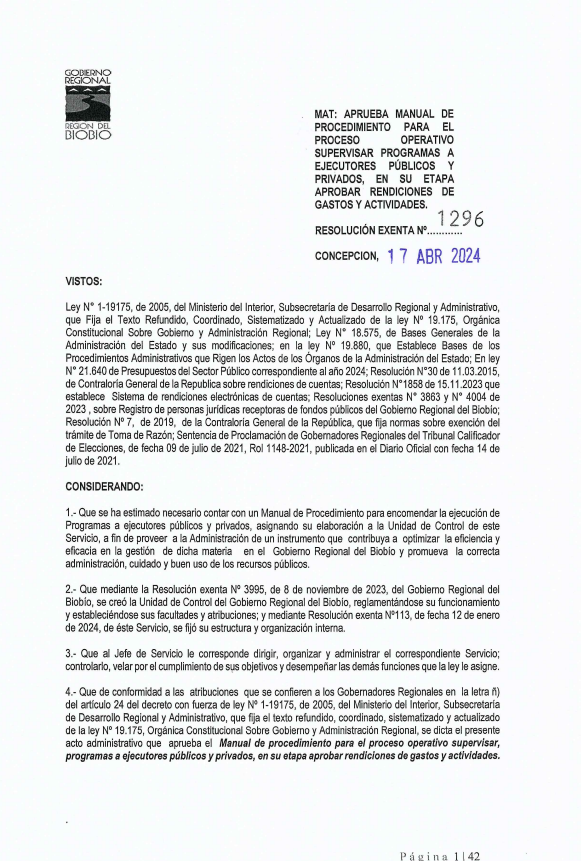 GOBIERNO
REGIONAL
REGION DEL
BIOBIO
MAT: APRUEBA MANUAL DE
PROCEDIMIENTO PARA EL
PROCESO OPERATIVO
SUPERVISAR PROGRAMAS A
EJECUTORES PÚBLICOS Y
PRIVADOS, EN SU ETAPA
APROBAR RENDICIONES DE
GASTOS Y ACTIVIDADES.
RESOLUCIÓN EXENTA Nº............ 1296
CONCEPCION, 17 ABR 2024
VISTOS:
Ley N° 1-19175, de 2005, del Ministerio del Interior, Subsecretaría de Desarrollo Regional y Administrativo,
que Fija el Texto Refundido, Coordinado, Sistematizado y Actualizado de la ley Nº 19.175, Orgánica
Constitucional Sobre Gobierno y Administración Regional; Ley N° 18.575, de Bases Generales de la
Administración del Estado y sus modificaciones; en la ley N° 19.880, que Establece Bases de los
Procedimientos Administrativos que Rigen los Actos de los Órganos de la Administración del Estado; En ley
N° 21.640 de Presupuestos del Sector Público correspondiente al año 2024; Resolución N°30 de 11.03.2015,
de Contraloría General de la Republica sobre rendiciones de cuentas; Resolución N°1858 de 15.11.2023 que
establece Sistema de rendiciones electrónicas de cuentas; Resoluciones exentas N° 3863 y N° 4004 de
2023 , sobre Registro de personas jurídicas receptoras de fondos públicos del Gobierno Regional del Biobío;
Resolución Nº 7, de 2019, de la Contraloría General de la República, que fija normas sobre exención del
trámite de Toma de Razón; Sentencia de Proclamación de Gobernadores Regionales del Tribunal Calificador
de Elecciones, de fecha 09 de julio de 2021, Rol 1148-2021, publicada en el Diario Oficial con fecha 14 de
julio de 2021.
CONSIDERANDO:
1.- Que se ha estimado necesario contar con un Manual de Procedimiento para encomendar la ejecución de
Programas a ejecutores públicos y privados, asignando su elaboración a la Unidad de Control de este
Servicio, a fin de proveer a la Administración de un instrumento que contribuya a optimizar la eficiencia y
eficacia en la gestión de dicha materia en el Gobierno Regional del Biobío y promueva la correcta
administración, cuidado y buen uso de los recursos públicos.
2.- Que mediante la Resolución exenta Nº 3995, de 8 de noviembre de 2023, del Gobierno Regional del
Biobío, se creó la Unidad de Control del Gobierno Regional del Biobío, reglamentándose su funcionamiento
y estableciéndose sus facultades y atribuciones; y mediante Resolución exenta Nº113, de fecha 12 de enero
de 2024, de éste Servicio, se fijó su estructura y organización interna.
3.- Que al Jefe de Servicio le corresponde dirigir, organizar y administrar el correspondiente Servicio;
controlarlo, velar por el cumplimiento de sus objetivos y desempeñar las demás funciones que la ley le asigne.
4.- Que de conformidad a las atribuciones que se confieren a los Gobernadores Regionales en la letra ñ)
del artículo 24 del decreto con fuerza de ley N° 1-19175, de 2005, del Ministerio del Interior, Subsecretaría
de Desarrollo Regional y Administrativo, que fija el texto refundido, coordinado, sistematizado y actualizado
de la ley N° 19.175, Orgánica Constitucional Sobre Gobierno y Administración Regional, se dicta el presente
acto administrativo que aprueba el Manual de procedimiento para el proceso operativo supervisar,
programas a ejecutores públicos y privados, en su etapa aprobar rendiciones de gastos y actividades.
Página 1|42